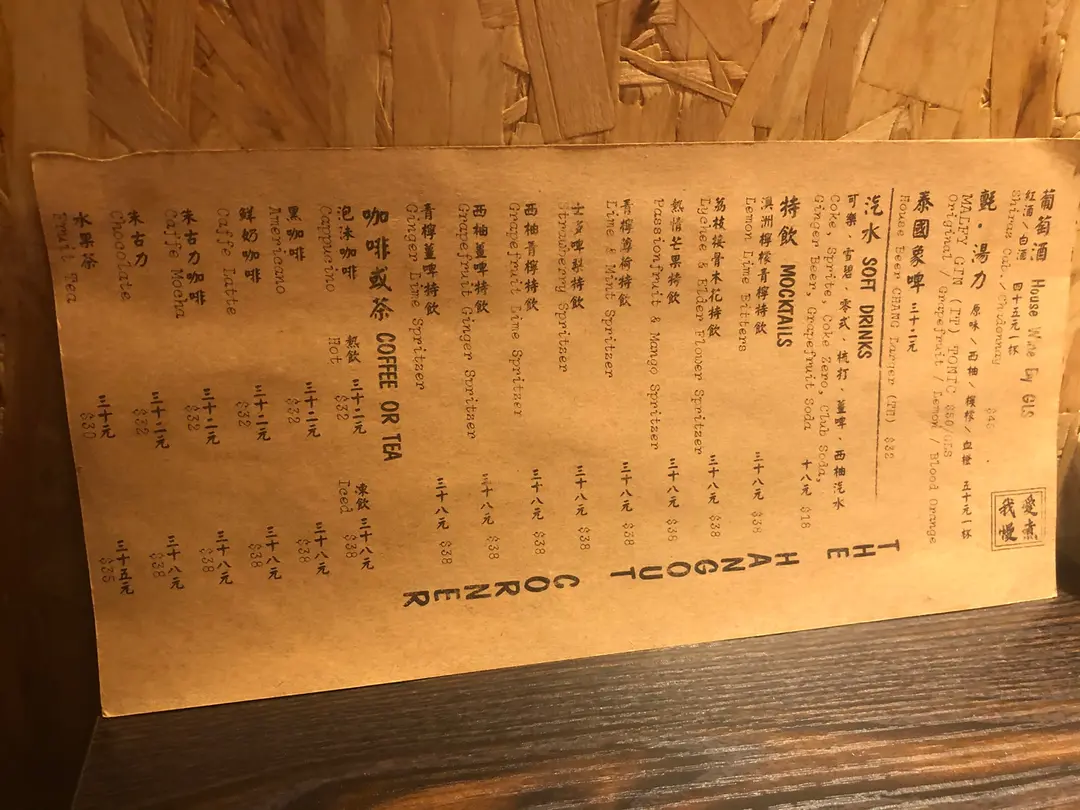 葡萄酒 House Wine By GLS
紅酒/白酒 四十五元一杯
Shiraz Cab./Chardonnay $45
氈·湯力 原味/西柚/檸檬/血橙 五十元一杯
MALFY GIN (IT) TONIC $50/GLS
Original / Grapefruit / Lemon / Blood Orange
泰國象啤 三十二元
House Beer CHANG Larger (TH) $32
愛煮
我慢
汽水 SOFT DRINKS
可樂、雪碧、零式、梳打、薑啤、西柚汽水
Coke, Sprite, Coke Zero, Club Soda,
Ginger Beer, Grapefruit Soda 十八元 $18
特飲 MOCKTAILS
澳洲檸檬青檸特飲 三十八元
Lemon Lime Bitters $38
荔枝接骨木花特飲 三十八元
Lychee & Elder Flower Spritzer $38
熱情芒果特飲 三十八元
Passionfruit & Mango Spritzer $38
青檸薄荷特飲 三十八元
Lime & Mint Spritzer $38
士多啤梨特飲 三十八元
Strowberry Spritzer $38
西柚青檸特飲 三十八元
Grapefruit Lime Spritzer $38
西柚薑啤特飲 三十八元
Grapefruit Ginger Spritzer $38
青檸薑啤特飲 三十八元
Ginger Lime Spritzer $38
THE HANGOUT CORNER
咖啡或茶 COFFEE OR TEA
熱飲 凍飲
Hot Iced
泡沫咖啡 三十二元 三十八元
Cappucino $32 $38
黑咖啡 三十二元 三十八元
Americano $32 $38
鮮奶咖啡 三十二元 三十八元
Caffe Latte $32 $38
朱古力咖啡 三十二元 三十八元
Caffe Mocha $32 $38
朱古力 三十二元 三十八元
Chocolate $32 $38
水果茶 三十元 三十五元
Fruit Tea $30 $35